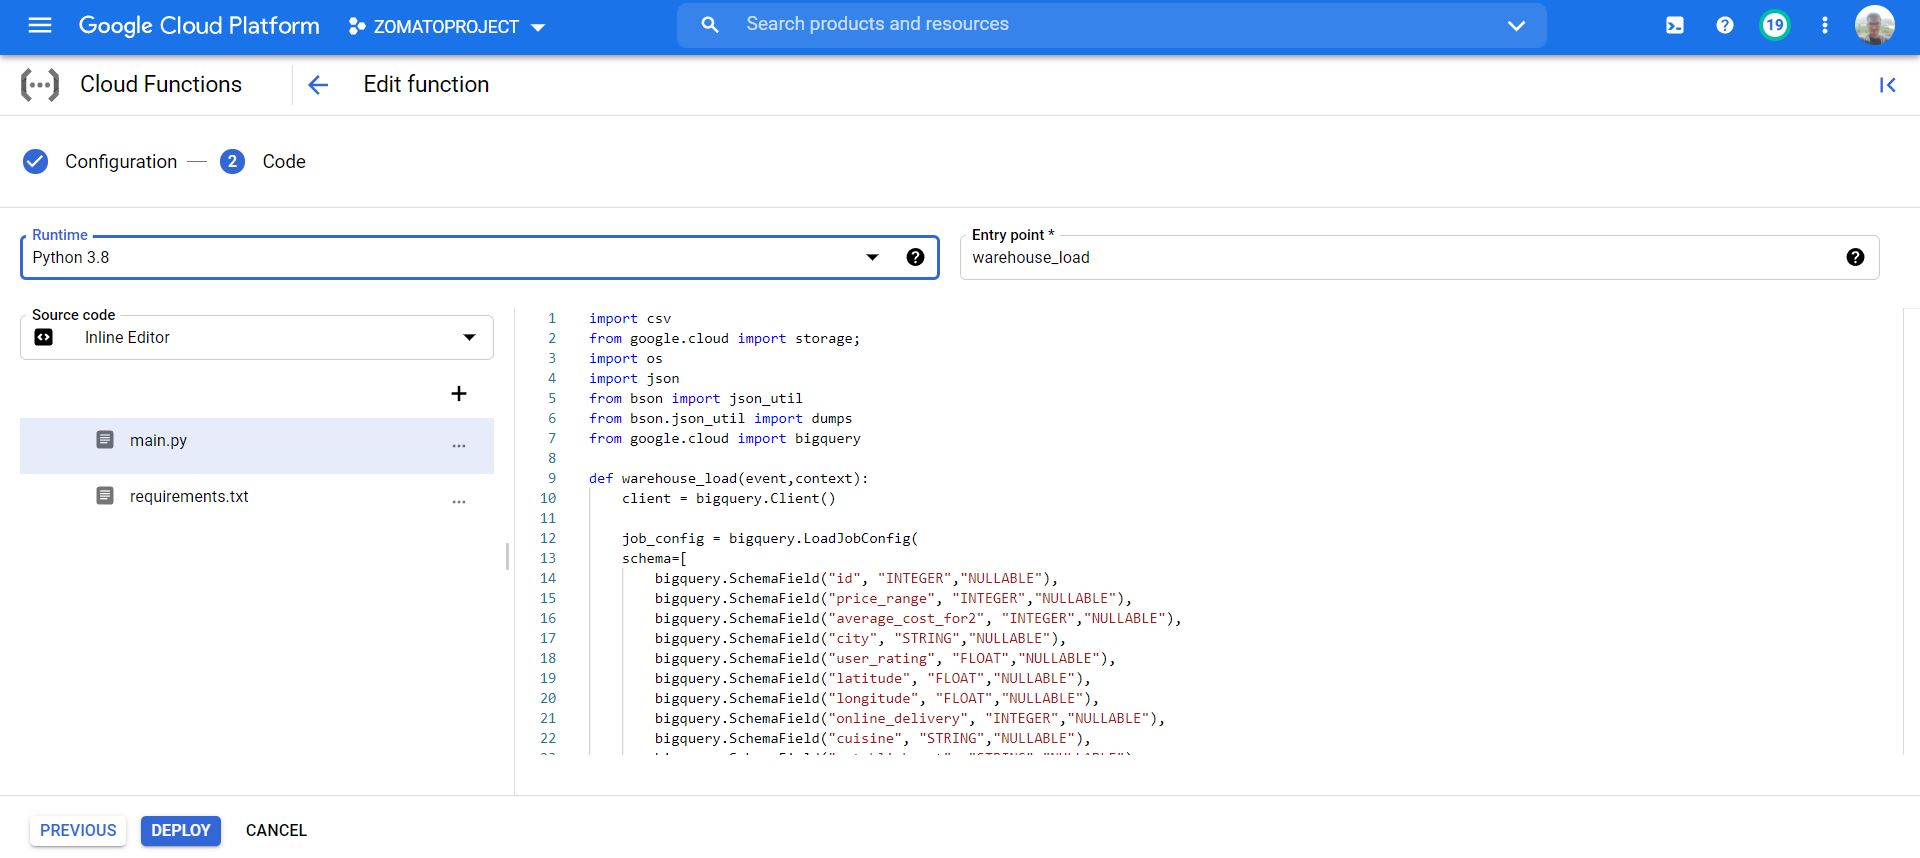 Google Cloud Platform
ZOMATOPROJECT
Search products and resources
19
Cloud Functions
Edit function
Configuration
2
Code
Runtime
Python 3.8
Entry point *
warehouse_load
Source code
Inline Editor
main.py
...
requirements.txt
...
1 import csv
2 from google.cloud import storage;
3 import os
4 import json
5 from bson import json_util
6 from bson.json_util import dumps
7 from google.cloud import bigquery
8
9 def warehouse_load(event,context):
10 client = bigquery.Client()
11
12 job_config = bigquery.LoadJobConfig(
13 schema=[
14 bigquery.SchemaField("id", "INTEGER","NULLABLE"),
15 bigquery.SchemaField("price_range", "INTEGER","NULLABLE"),
16 bigquery.SchemaField("average_cost_for2", "INTEGER","NULLABLE"),
17 bigquery.SchemaField("city", "STRING","NULLABLE"),
18 bigquery.SchemaField("user_rating", "FLOAT","NULLABLE"),
19 bigquery.SchemaField("latitude", "FLOAT","NULLABLE"),
20 bigquery.SchemaField("longitude", "FLOAT","NULLABLE"),
21 bigquery.SchemaField("online_delivery", "INTEGER","NULLABLE"),
22 bigquery.SchemaField("cuisine", "STRING","NULLABLE"),
PREVIOUS
DEPLOY
CANCEL